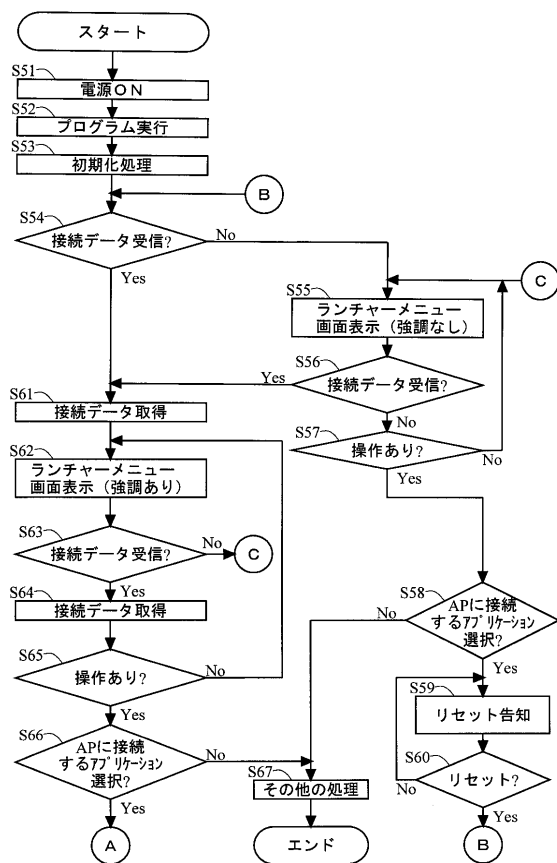 スタート
S51
電源ON
S52
プログラム実行
S53
初期化処理
B
S54
接続データ受信?
No
Yes
C
S55
ランチャーメニュー
画面表示（強調なし）
S56
接続データ受信?
Yes
No
S57
操作あり?
No
Yes
S61
接続データ取得
S62
ランチャーメニュー
画面表示（強調あり）
S63
接続データ受信?
No
C
Yes
S64
接続データ取得
S65
操作あり?
No
Yes
S58
APに接続
するアプリケーション
選択?
No
Yes
S59
リセット告知
S60
リセット?
No
Yes
B
S66
APに接続
するアプリケーション
選択?
No
Yes
A
S67
その他の処理
エンド